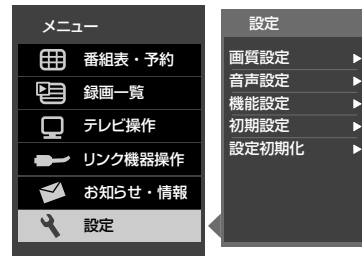 メニュー
番組表・予約
録画一覧
テレビ操作
リンク機器操作
お知らせ・情報
設定
設定
画質設定
音声設定
機能設定
初期設定
設定初期化